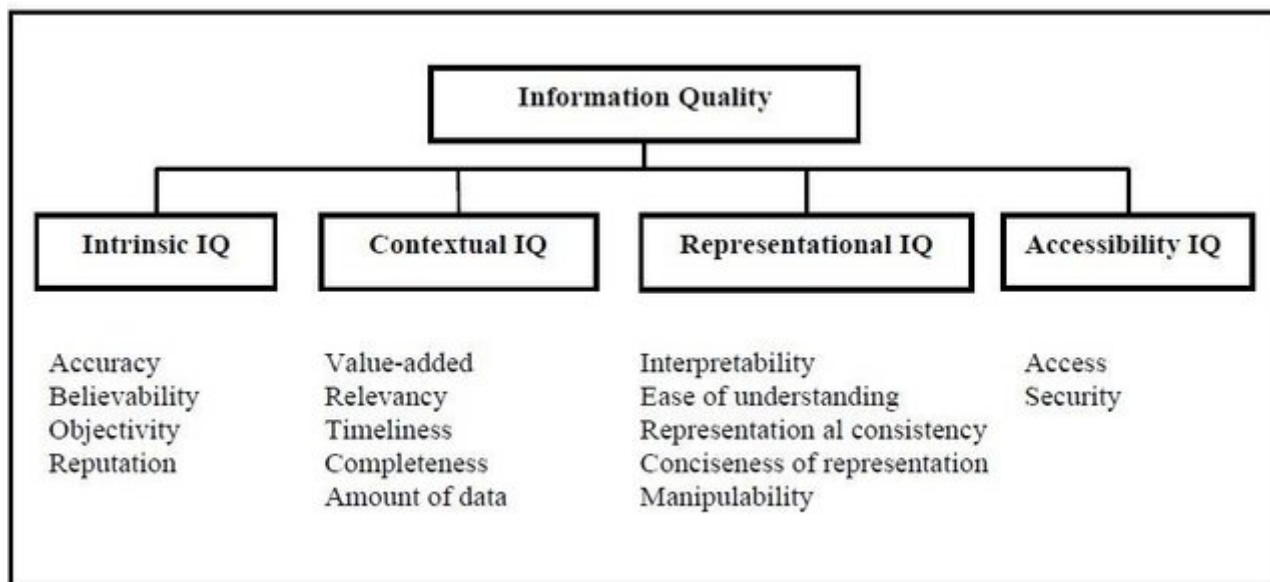 Information Quality
Intrinsic IQ
Contextual IQ
Representational IQ
Accessibility IQ
Accuracy
Believability
Objectivity
Reputation
Value-added
Relevancy
Timeliness
Completeness
Amount of data
Interpretability
Ease of understanding
Representation al consistency
Conciseness of representation
Manipulability
Access
Security